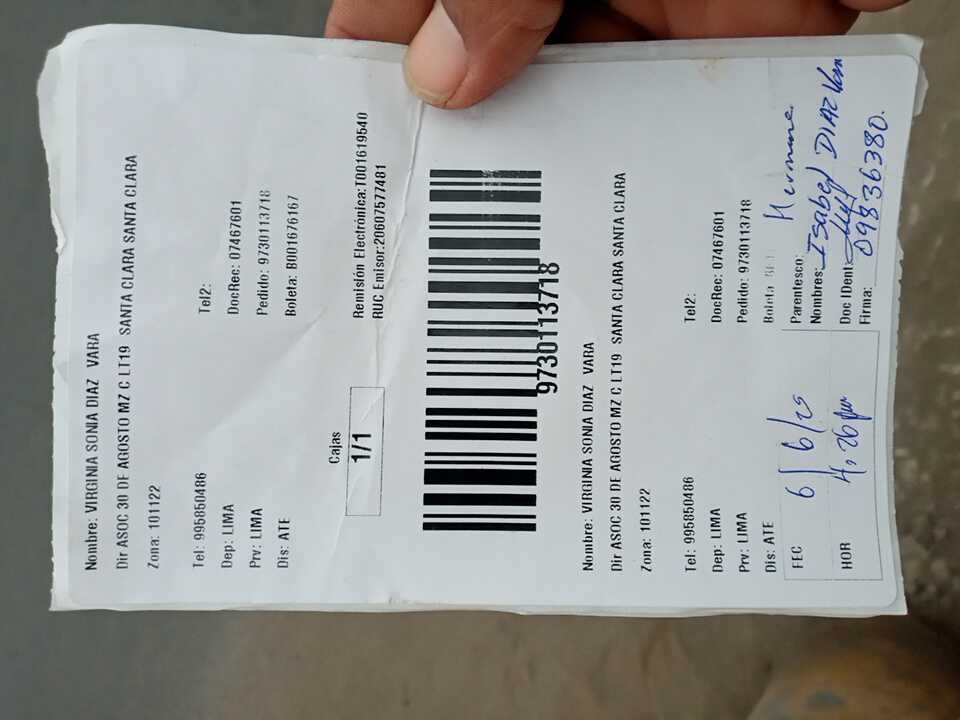 Nombre: VIRGINIA SONIA DIAZ VARA
Dir ASOC 30 DE AGOSTO MZ C LT19 SANTA CLARA SANTA CLARA
Zona: 101122
Tel: 995850486
Tel2:
Dep: LIMA
DocRec: 07467601
Prv: LIMA
Pedido: 9730113718
Dis: ATE
Boleta: B001676167
Cajas
1/1
Remisión Electrónica:T001619540
RUC Emisor:20607577481
9730113718
Nombre: VIRGINIA SONIA DIAZ VARA
Dir ASOC 30 DE AGOSTO MZ C LT19 SANTA CLARA SANTA CLARA
Zona: 101122
Tel: 995850486
Tel2:
Dep: LIMA
DocRec: 07467601
Prv: LIMA
Pedido: 9730113718
Dis: ATE
Boleta
FEC 6/6/25
Parentesco: Hermana
Nombres: Isabel DIAZ
HOR 4,26 pm
Doc IDent:
Firma: 09836380.